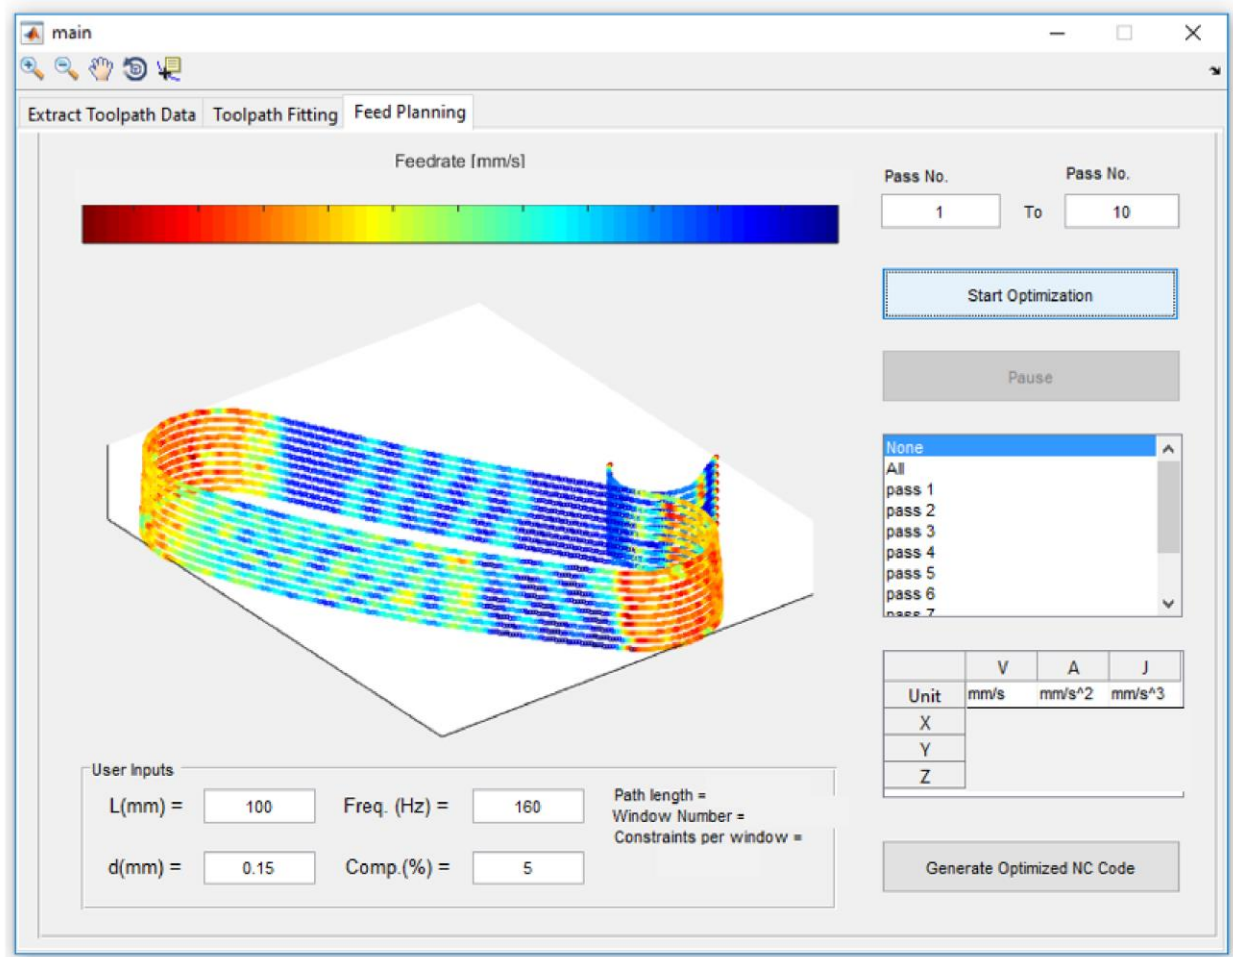 main
Extract Toolpath Data Toolpath Fitting Feed Planning
Feedrate [mm/s]
Pass No. Pass No.
1 To 10
Start Optimization
Pause
None
All
pass 1
pass 2
pass 3
pass 4
pass 5
pass 6
pass 7
V A J
Unit mm/s mm/s^2 mm/s^3
X
Y
Z
User Inputs
L(mm) = 100 Freq. (Hz) = 160
Path length =
Window Number =
Constraints per window =
d(mm) = 0.15 Comp.(%) = 5
Generate Optimized NC Code